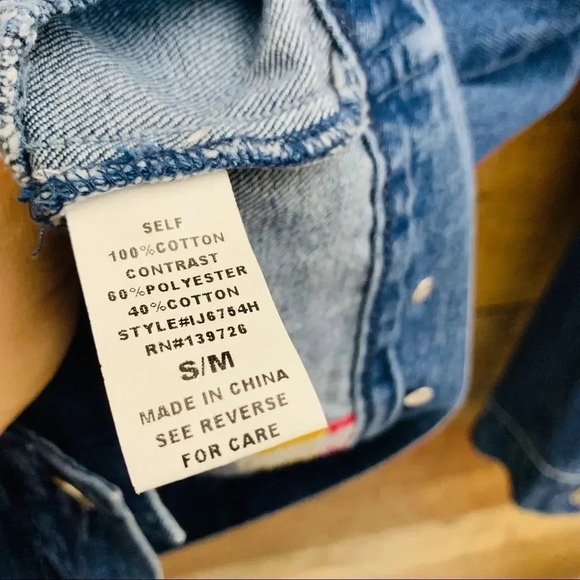 SELF
100%COTTON
CONTRAST
60%POLYESTER
40%COTTON
STYLE#IJ6754H
RN#139726
S/M
MADE IN CHINA
SEE REVERSE
FOR CARE